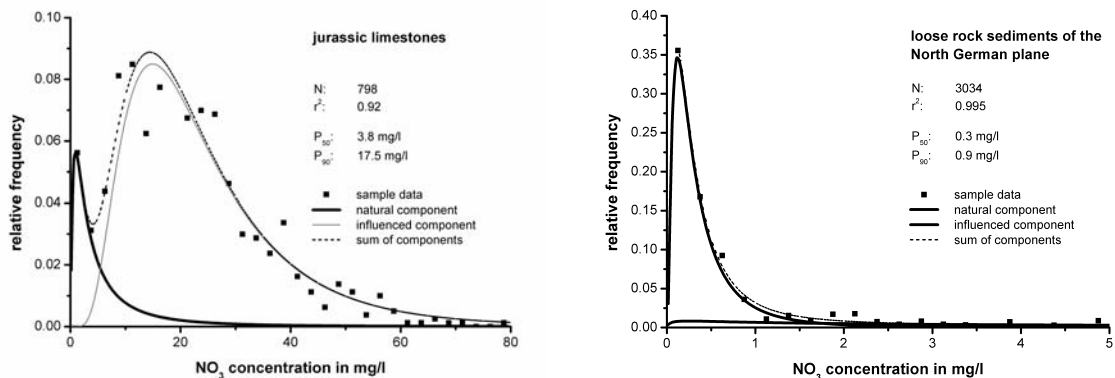 jurassic limestones
N: 798
r²: 0.92
P₅₀: 3.8 mg/l
P₉₀: 17.5 mg/l
sample data
natural component
influenced component
sum of components
relative frequency
0.10
0.08
0.06
0.04
0.02
0.00
0 20 40 60 80
NO₃ concentration in mg/l
loose rock sediments of the
North German plane
N: 3034
r²: 0.995
P₅₀: 0.3 mg/l
P₉₀: 0.9 mg/l
sample data
natural component
influenced component
sum of components
relative frequency
0.40
0.35
0.30
0.25
0.20
0.15
0.10
0.05
0.00
0 1 2 3 4 5
NO₃ concentration in mg/l